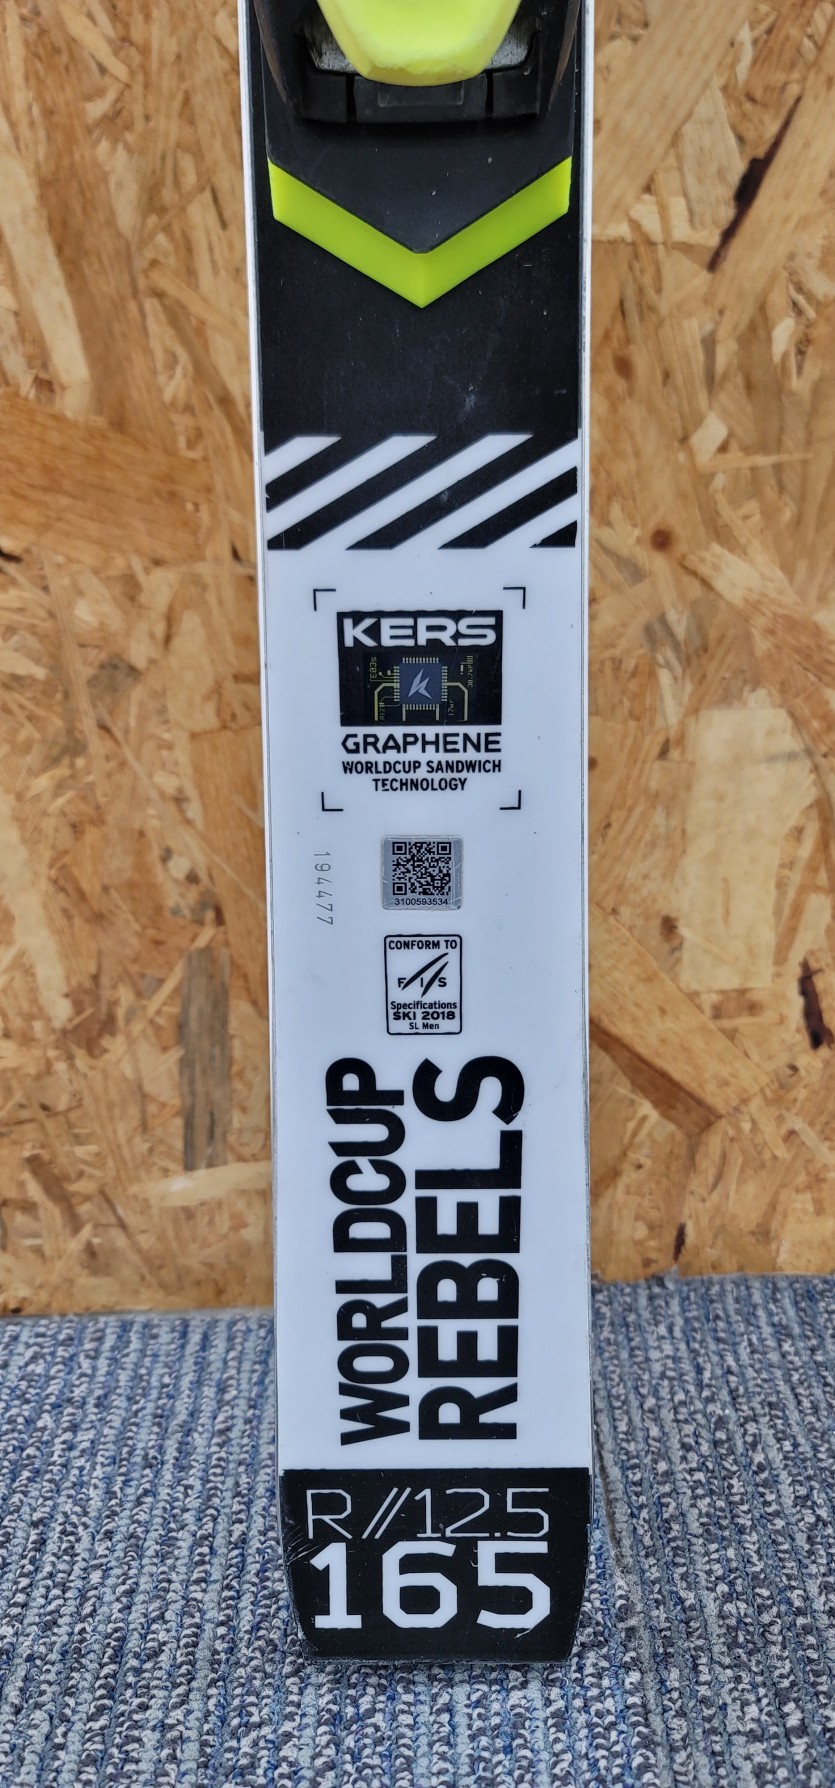 KERS
GRAPHENE
WORLDCUP SANDWICH
TECHNOLOGY
194477
3100593534
CONFORM TO
FIS
Specifications
SKI 2018
SL Men
WORLDCUP
REBELS
R//12.5
165